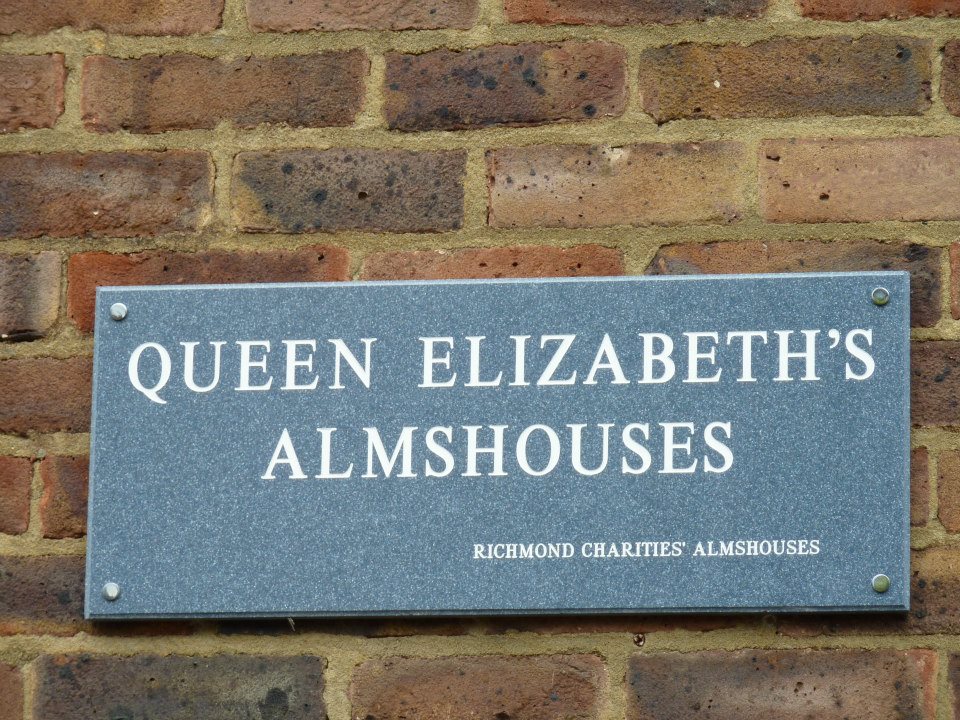 QUEEN ELIZABETH’S
ALMSHOUSES
RICHMOND CHARITIES' ALMSHOUSES